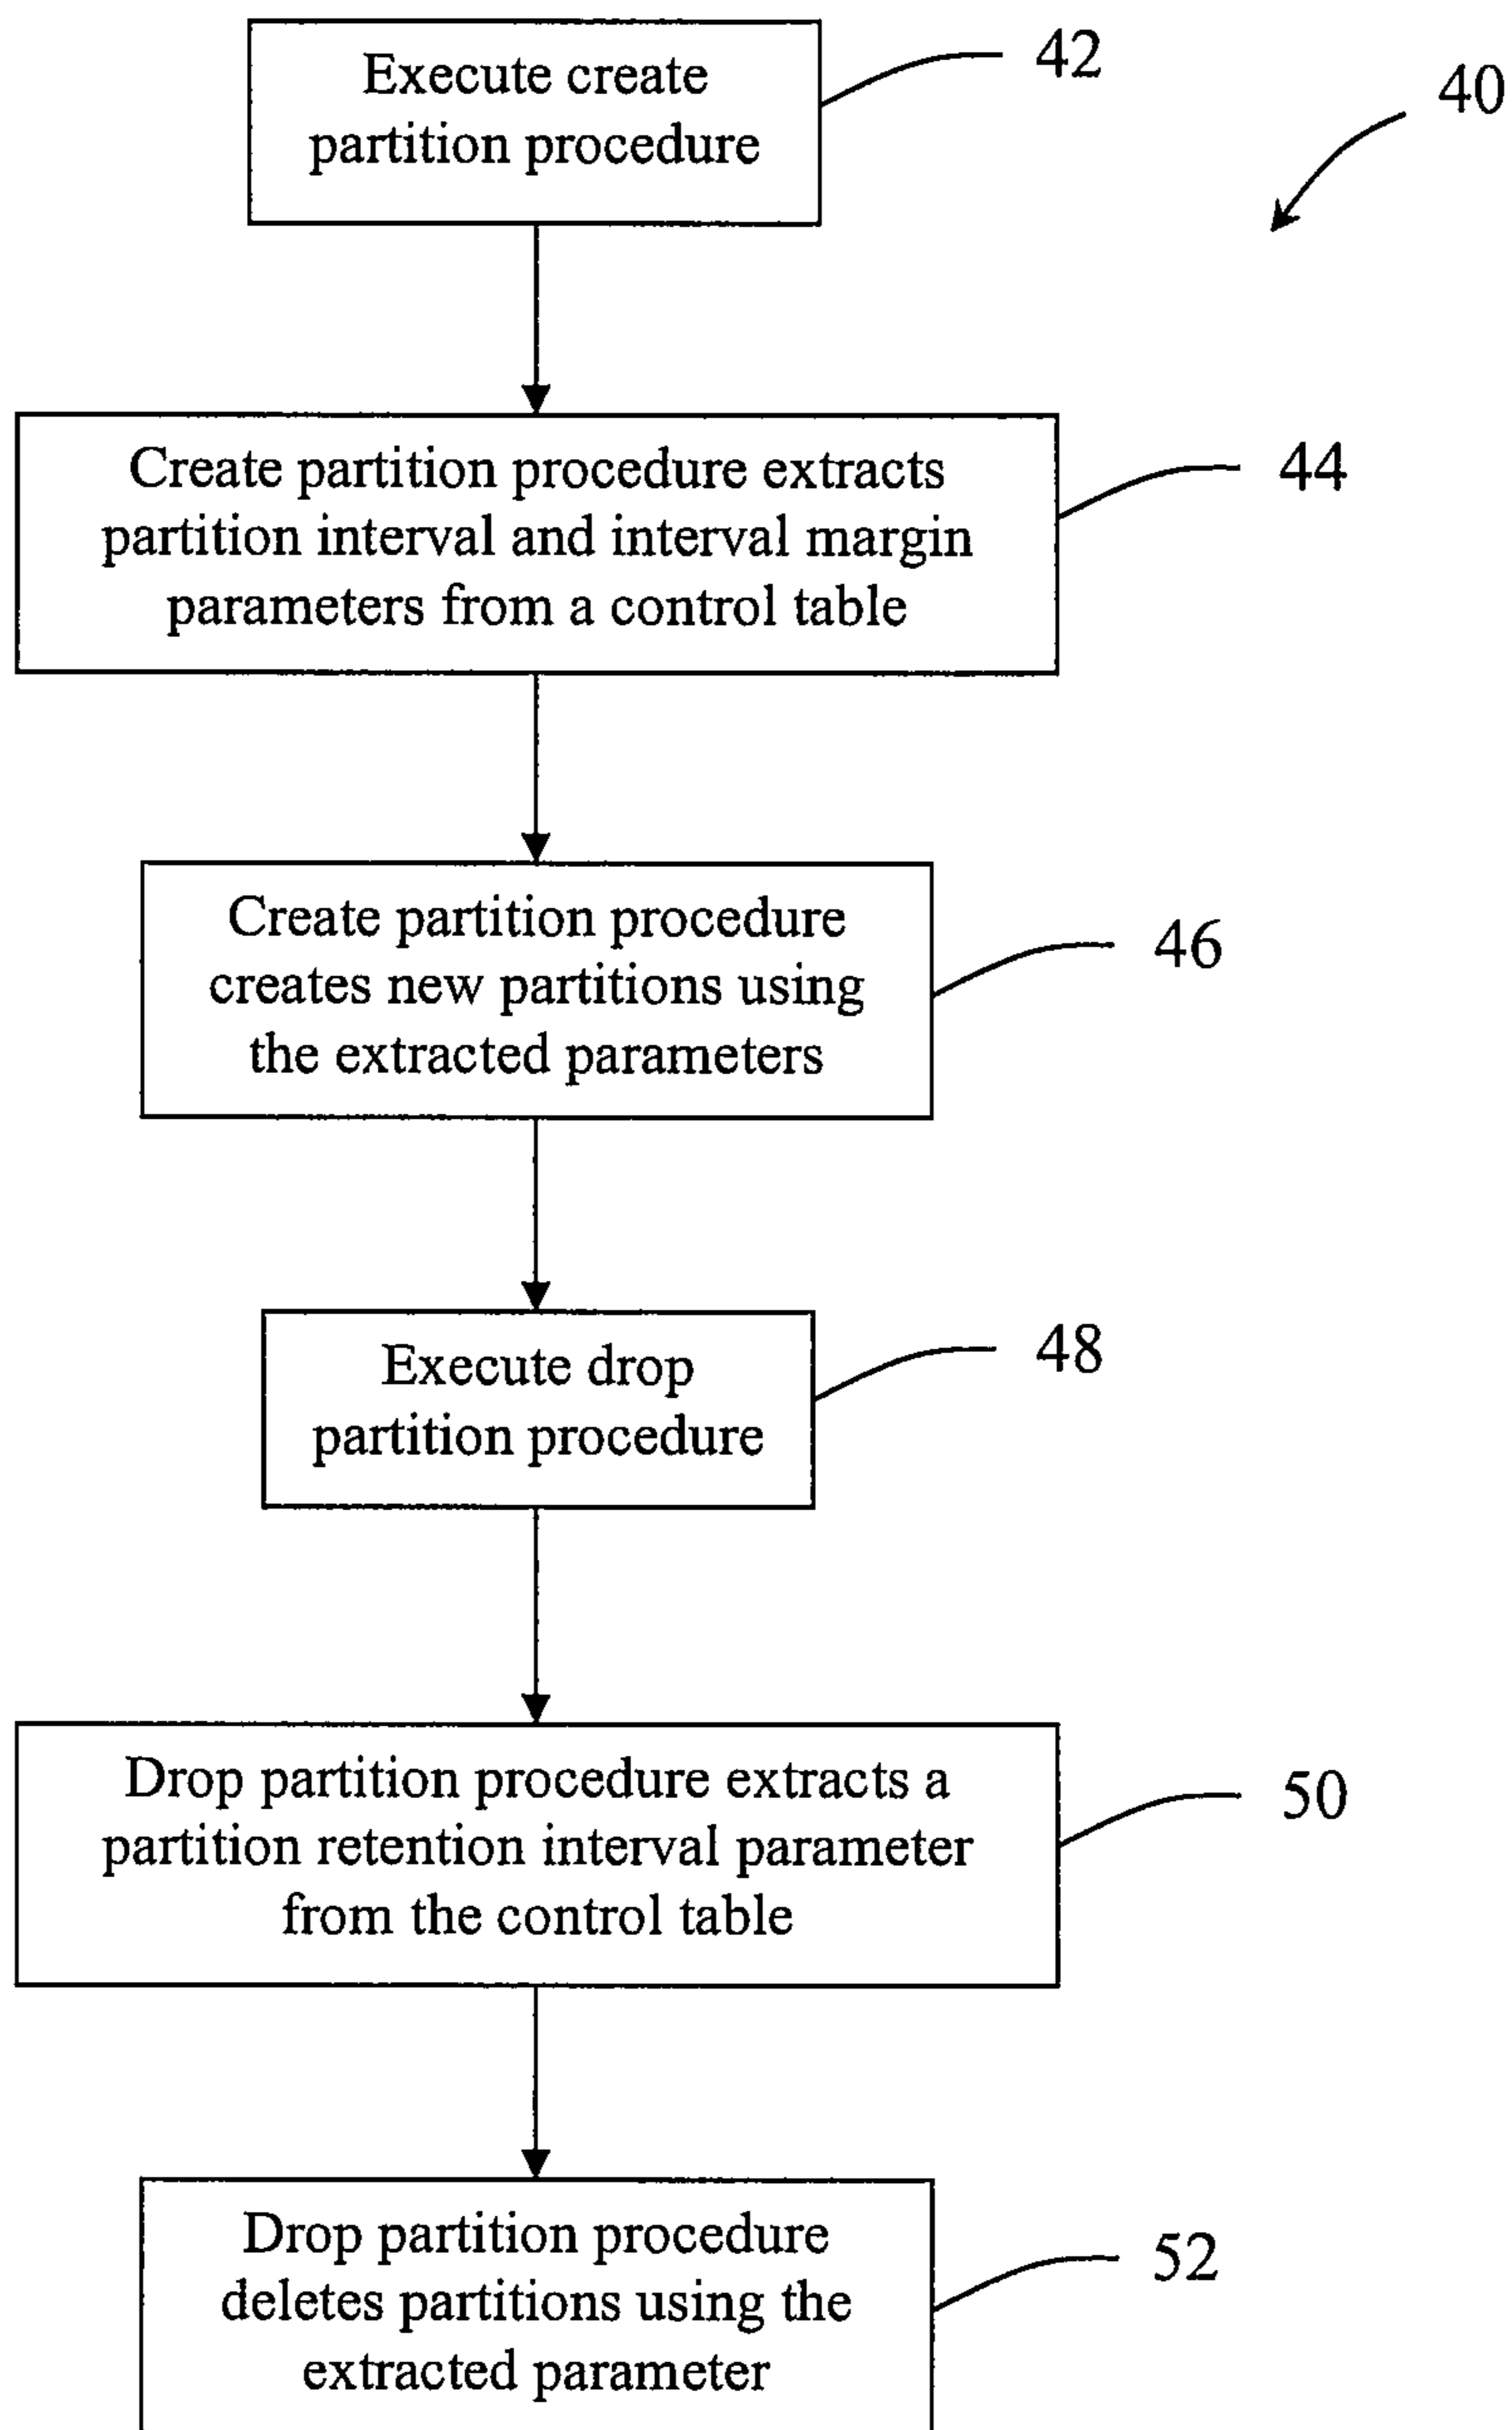 Execute create
partition procedure
42
40
Create partition procedure extracts
partition interval and interval margin
parameters from a control table
44
Create partition procedure
creates new partitions using
the extracted parameters
46
Execute drop
partition procedure
48
Drop partition procedure extracts a
partition retention interval parameter
from the control table
50
Drop partition procedure
deletes partitions using the
extracted parameter
52